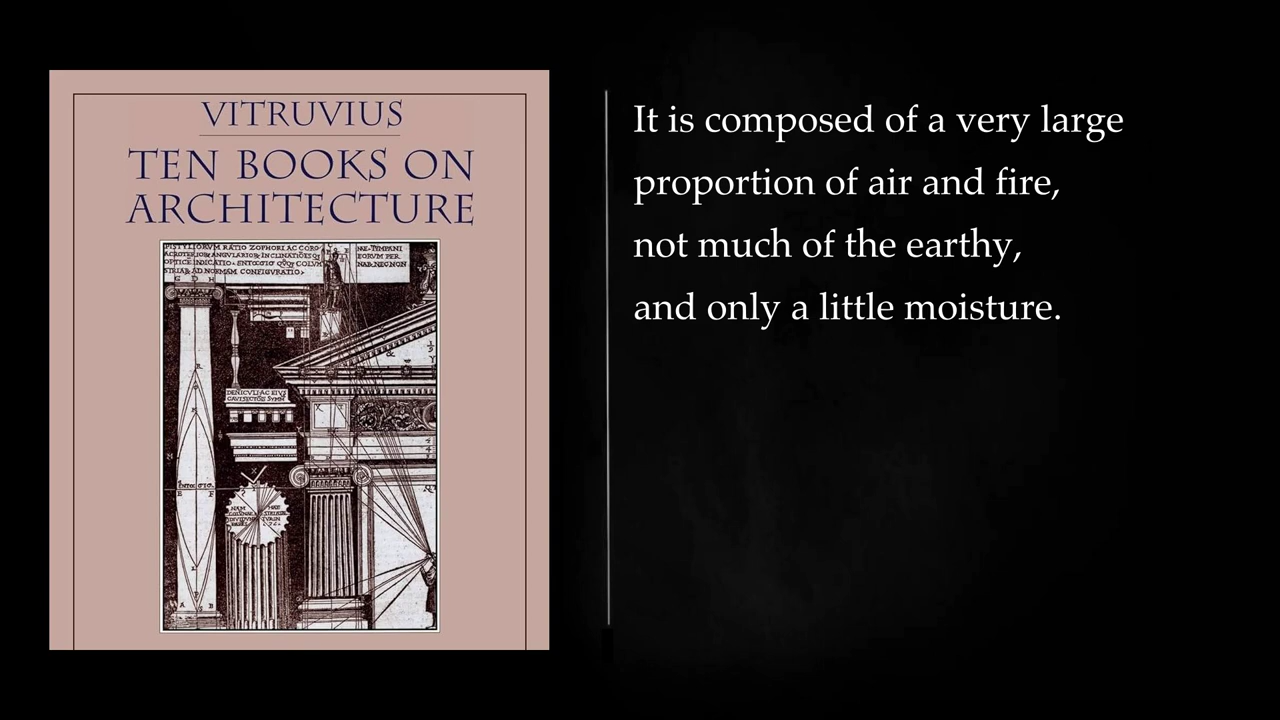 VITRUVIUS
TEN BOOKS ON
ARCHITECTURE
It is composed of a very large
proportion of air and fire,
not much of the earthy,
and only a little moisture.